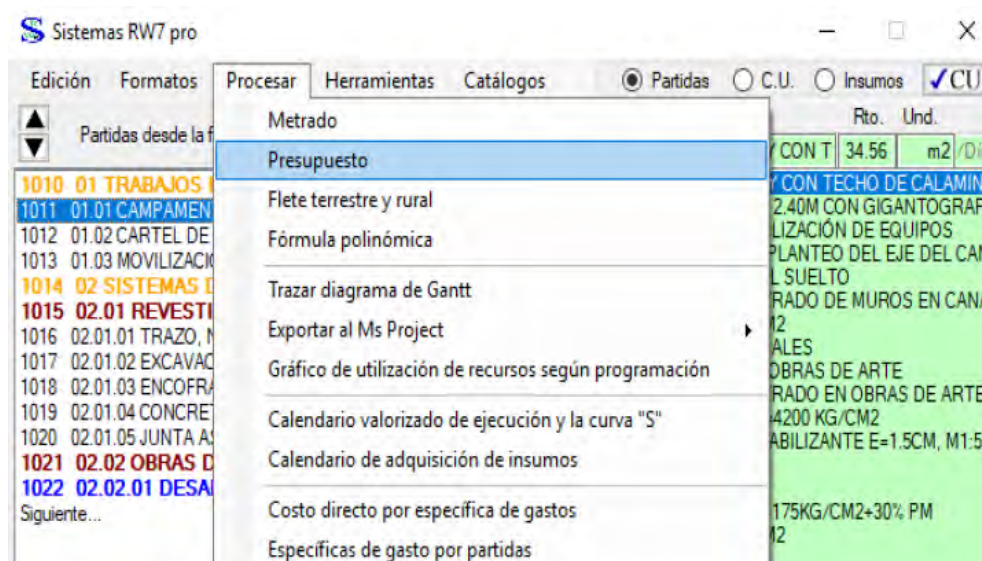 Sistemas RW7 pro
Edición Formatos Procesar Herramientas Catálogos Partidas C.U. Insumos ✓CU
Partidas desde la f
Metrado
Rto. Und.
Presupuesto
Y CON T 34.56 m2 /Dí
1010 01 TRABAJOS
Y CON TECHO DE CALAMIN
1011 01.01 CAMPAMEN
Flete terrestre y rural
2.40M CON GIGANTOGRAF
1012 01.02 CARTEL DE
LIZACIÓN DE EQUIPOS
1013 01.03 MOVILIZACIÓ
Fórmula polinómica
PLANTEO DEL EJE DEL CAN
1014 02 SISTEMAS D
L SUELTO
1015 02.01 REVESTI
Trazar diagrama de Gantt
RADO DE MUROS EN CANA
1016 02.01.01 TRAZO, N
Exportar al Ms Project
M2
1017 02.01.02 EXCAVAC
ALES
1018 02.01.03 ENCOFRA
Gráfico de utilización de recursos según programación
OBRAS DE ARTE
1019 02.01.04 CONCRET
RADO EN OBRAS DE ARTE
1020 02.01.05 JUNTA AS
Calendario valorizado de ejecución y la curva "S"
=4200 KG/CM2
1021 02.02 OBRAS D
Calendario de adquisición de insumos
ABILIZANTE E=1.5CM, M1:5
1022 02.02.01 DESA
Siguiente...
Costo directo por específica de gastos
175KG/CM2+30% PM
Específicas de gasto por partidas
M2